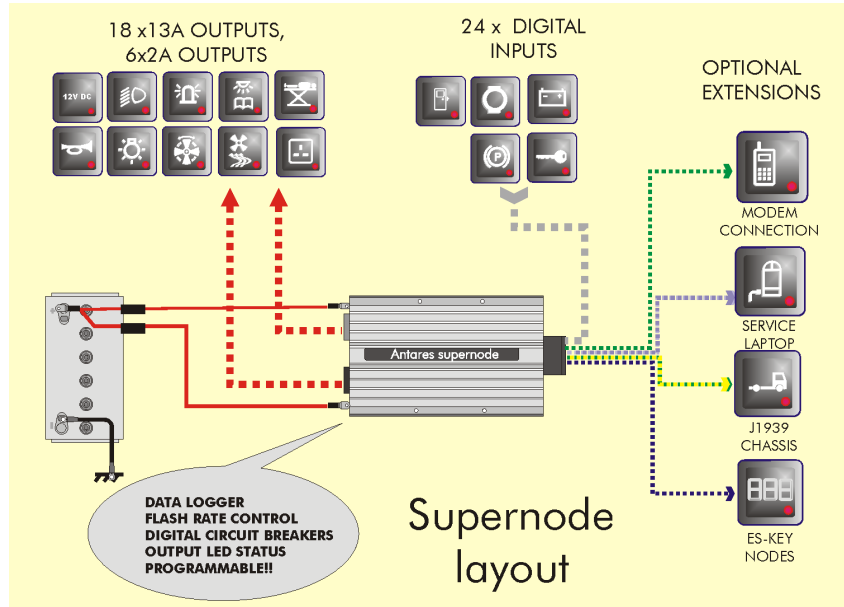 18 x13A OUTPUTS,
6x2A OUTPUTS
24 x DIGITAL
INPUTS
OPTIONAL
EXTENSIONS
12V DC
P
MODEM
CONNECTION
SERVICE
LAPTOP
Antares supernode
J1939
CHASSIS
888
ES-KEY
NODES
DATA LOGGER
FLASH RATE CONTROL
DIGITAL CIRCUIT BREAKERS
OUTPUT LED STATUS
PROGRAMMABLE!!
Supernode
layout